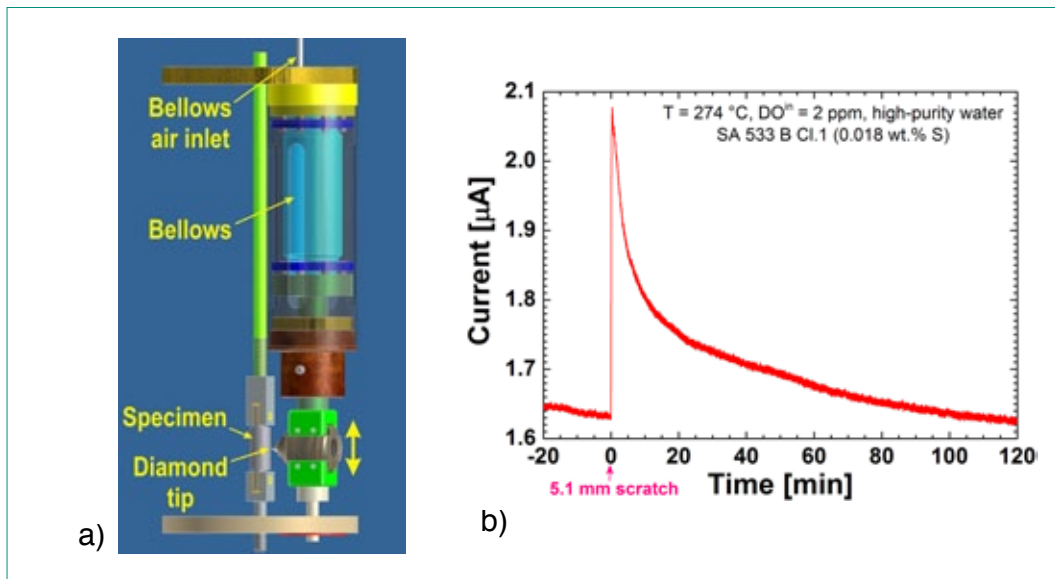 Bellows
air inlet
Bellows
Specimen
Diamond
tip
a)
T = 274 °C, DOⁱⁿ = 2 ppm, high-purity water
SA 533 B Cl.1 (0.018 wt.% S)
Current [µA]
2.1
2.0
1.9
1.8
1.7
1.6
-20 0 20 40 60 80 100 120
5.1 mm scratch
Time [min]
b)